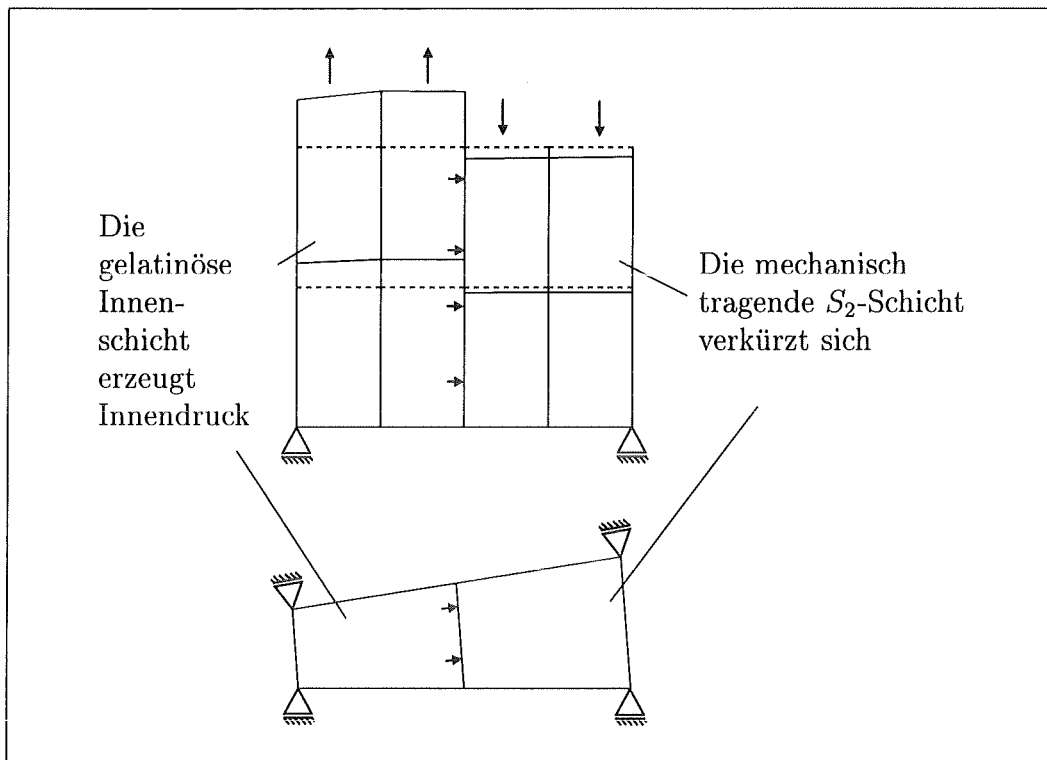 Die
gelatinöse
Innen-
schicht
erzeugt
Innendruck
Die mechanisch
tragende S₂-Schicht
verkürzt sich